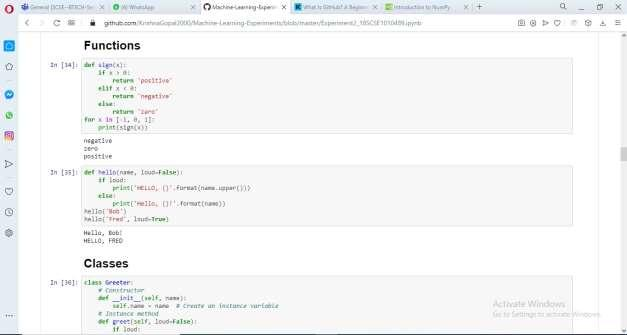 General (SCSE--BTECH-Se
(6) WhatsApp
Machine-Learning-Experim
What Is GitHub? A Beginner
Introduction to NumPy
github.com/KrishnaGopal2000/Machine-Learning-Experiments/blob/master/Experiment2_18SCSE1010499.ipynb
Functions
In [34]: def sign(x):
if x > 0:
return 'positive'
elif x < 0:
return 'negative'
else:
return 'zero'
for x in [-1, 0, 1]:
print(sign(x))
negative
zero
positive
In [35]: def hello(name, loud=False):
if loud:
print('HELLO, {}'.format(name.upper()))
else:
print('Hello, {}!'.format(name))
hello('Bob')
hello('Fred', loud=True)
Hello, Bob!
HELLO, FRED
Classes
In [36]: class Greeter:
# Constructor
def __init__(self, name):
self.name = name # Create an instance variable
# Instance method
def greet(self, loud=False):
if loud:
Activate Windows
Go to Settings to activate Windows.